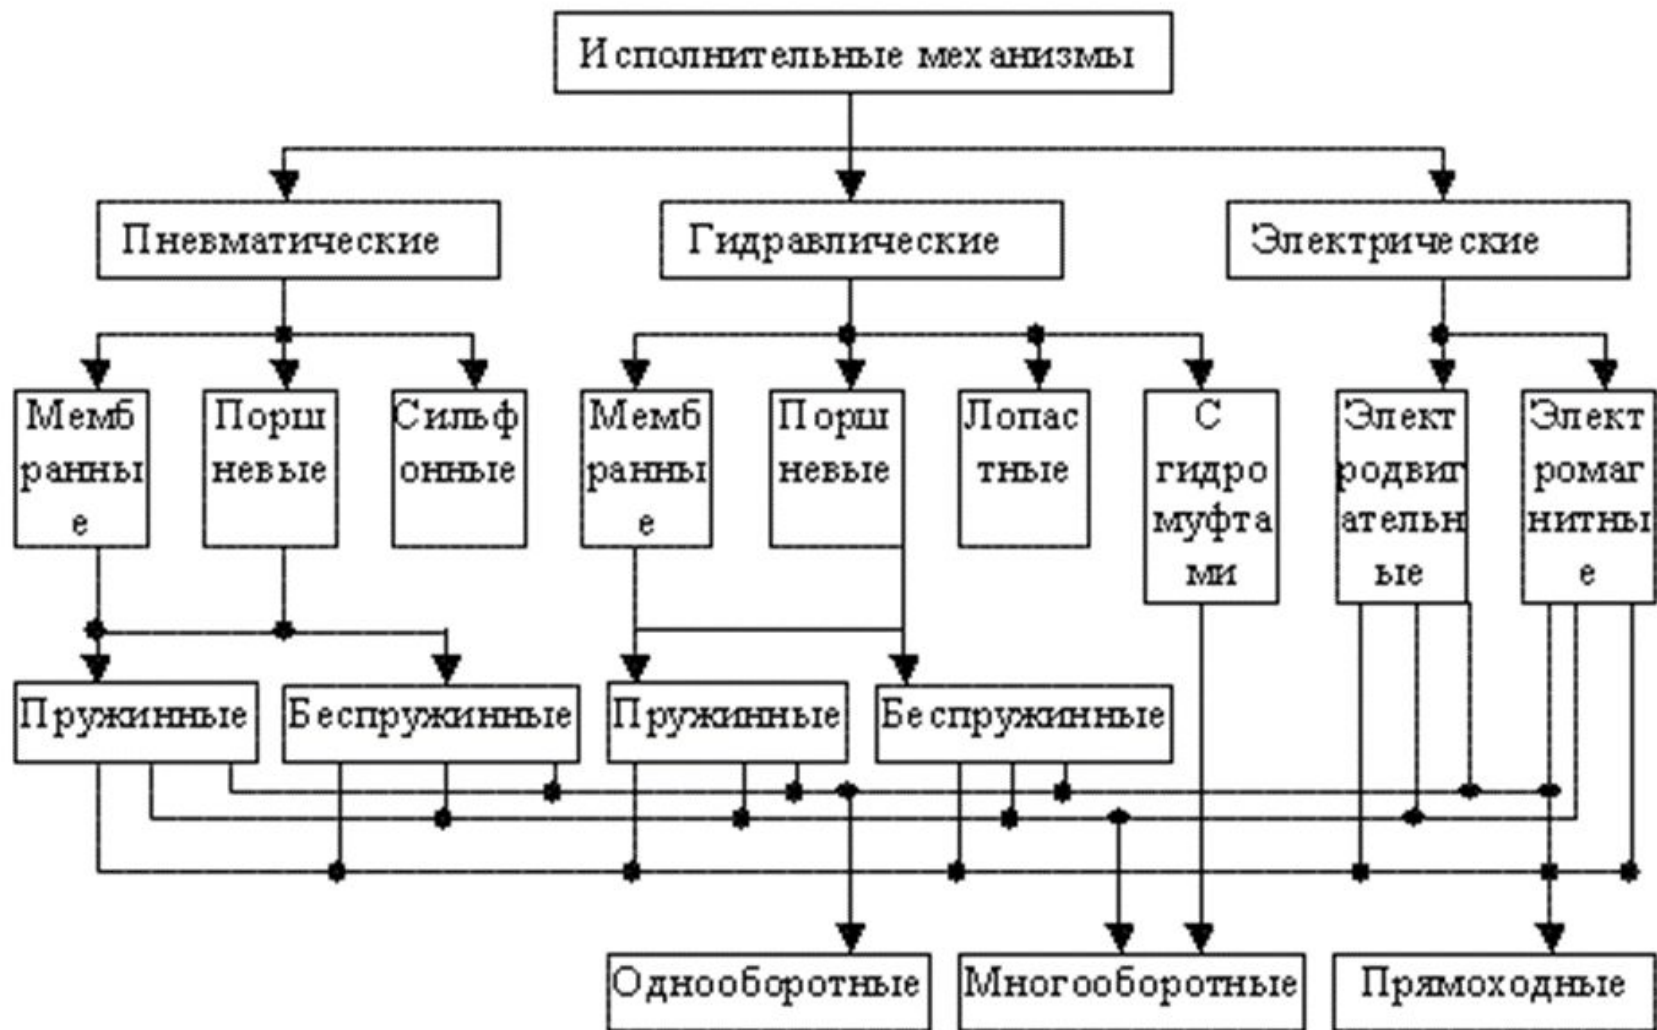 Исполнительные механизмы
Пневматические
Гидравлические
Электрические
Мемб
ранны
е
Порш
невые
Сильф
онные
Мемб
ранны
е
Порш
невые
Лопас
тные
С
гидро
муфта
ми
Элект
родвиг
ательн
ые
Элект
ромаг
нитны
е
Пружинные
Беспружинные
Пружинные
Беспружинные
Однооборотные
Многооборотные
Прямоходные